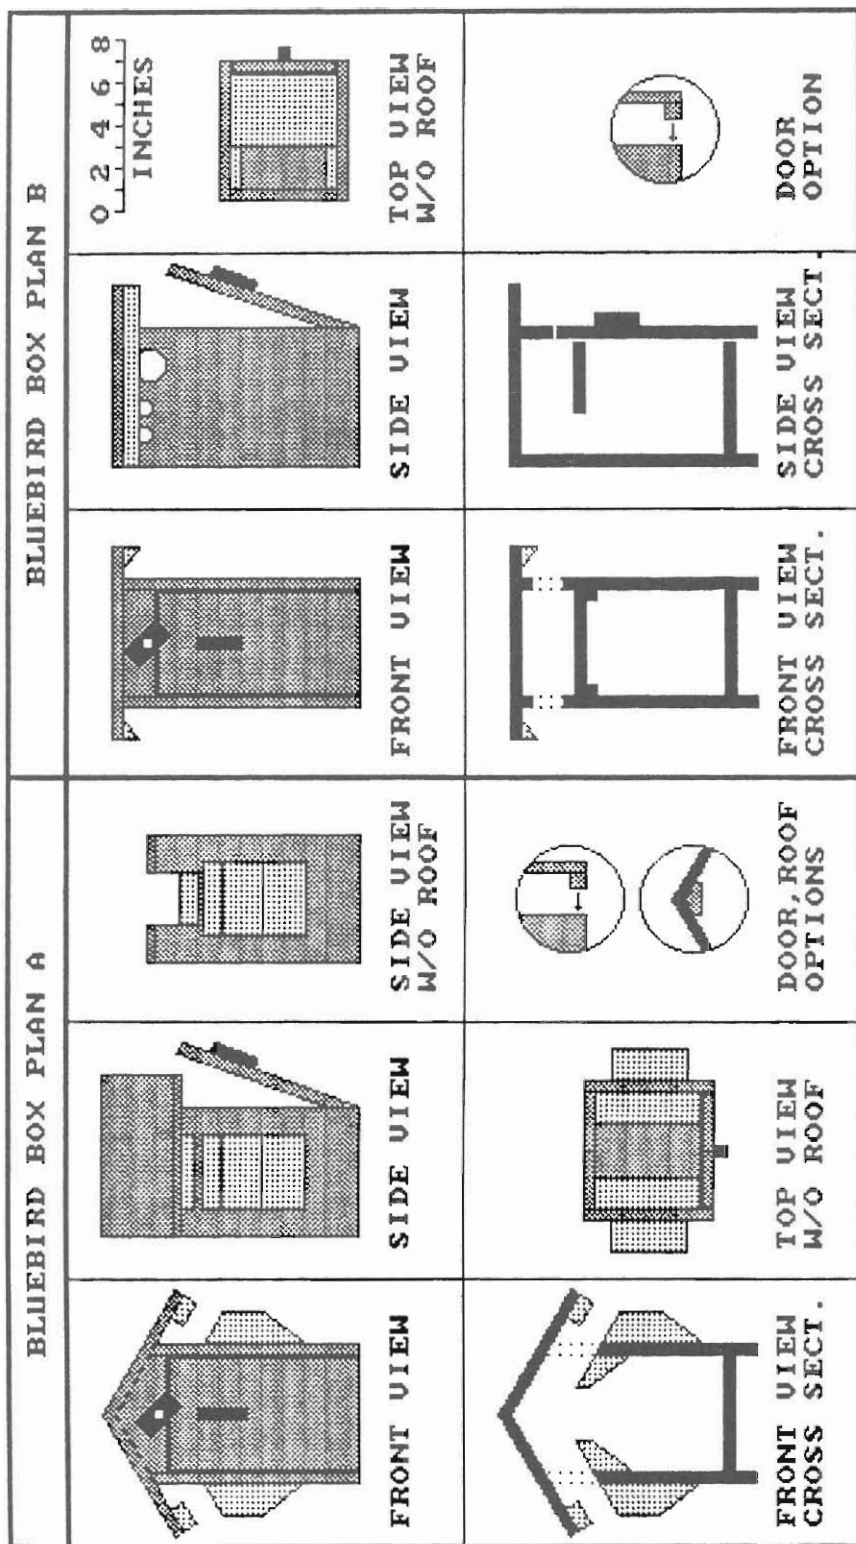 BLUEBIRD BOX PLAN A
FRONT VIEW
SIDE VIEW
SIDE VIEW
W/O ROOF
FRONT VIEW
CROSS SECT.
TOP VIEW
W/O ROOF
DOOR, ROOF
OPTIONS
BLUEBIRD BOX PLAN B
FRONT VIEW
SIDE VIEW
0 2 4 6 8
INCHES
TOP VIEW
W/O ROOF
FRONT VIEW
CROSS SECT.
SIDE VIEW
CROSS SECT.
DOOR
OPTION